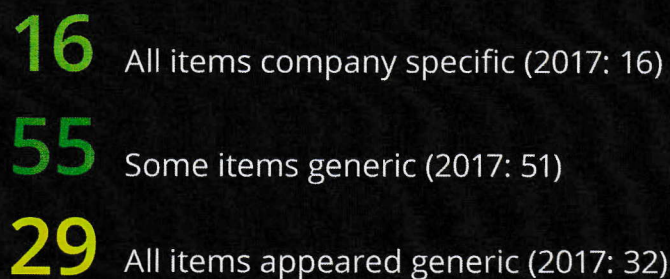 16 All items company specific (2017: 16)
55 Some items generic (2017: 51)
29 All items appeared generic (2017: 32)